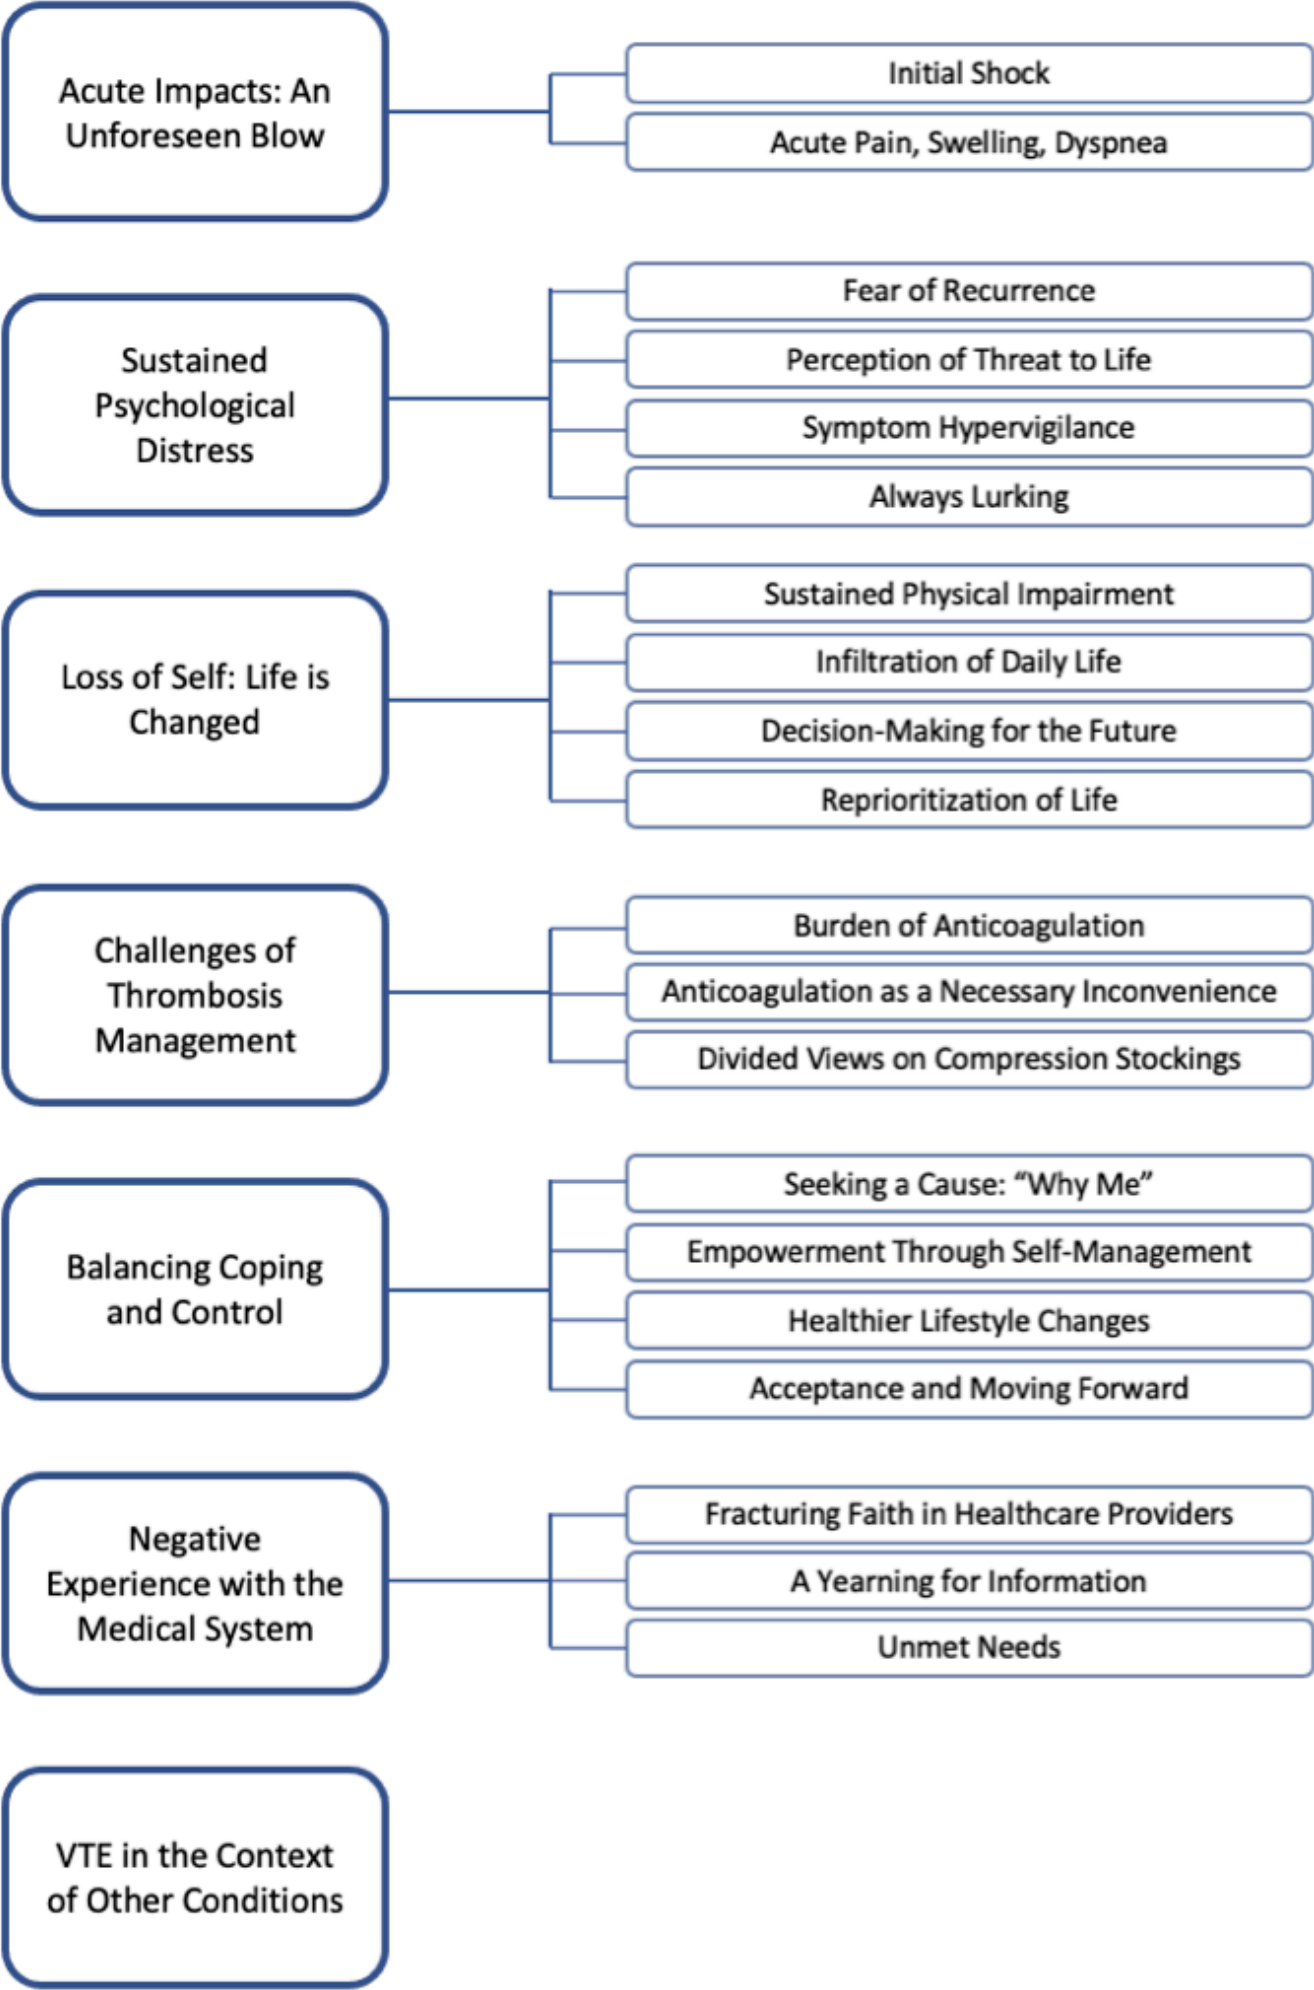 Acute Impacts: An
Unforeseen Blow
Initial Shock
Acute Pain, Swelling, Dyspnea
Sustained
Psychological
Distress
Fear of Recurrence
Perception of Threat to Life
Symptom Hypervigilance
Always Lurking
Loss of Self: Life is
Changed
Sustained Physical Impairment
Infiltration of Daily Life
Decision-Making for the Future
Reprioritization of Life
Challenges of
Thrombosis
Management
Burden of Anticoagulation
Anticoagulation as a Necessary Inconvenience
Divided Views on Compression Stockings
Balancing Coping
and Control
Seeking a Cause: “Why Me”
Empowerment Through Self-Management
Healthier Lifestyle Changes
Acceptance and Moving Forward
Negative
Experience with the
Medical System
Fracturing Faith in Healthcare Providers
A Yearning for Information
Unmet Needs
VTE in the Context
of Other Conditions